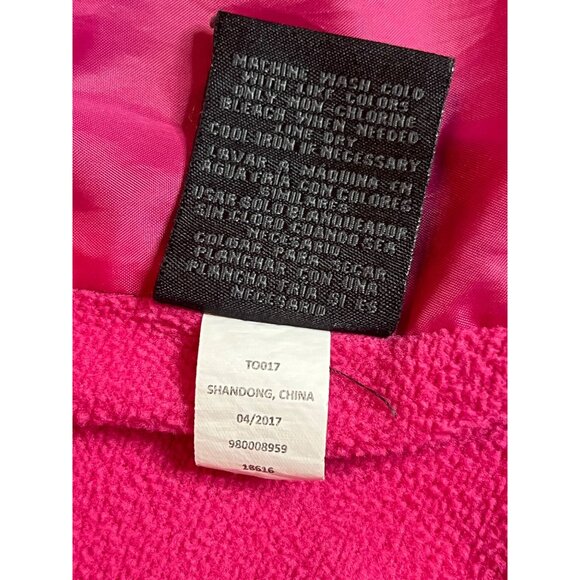 MACHINE WASH COLD
WITH LIKE COLORS
ONLY NON CHLORINE
BLEACH WHEN NEEDED
LINE DRY
COOL IRON IF NECESSARY
LAVAR A MAQUINA EN
AGUA FRIA CON COLORES
SIMILARES
USAR SOLO BLANQUEADOR
SIN CLORO CUANDO SEA
NECESARIO
COLGAR PARA SECAR
PLANCHAR CON UNA
PLANCHA FRIA SI ES
NECESARIO
TO017
SHANDONG, CHINA
04/2017
980008959
18616